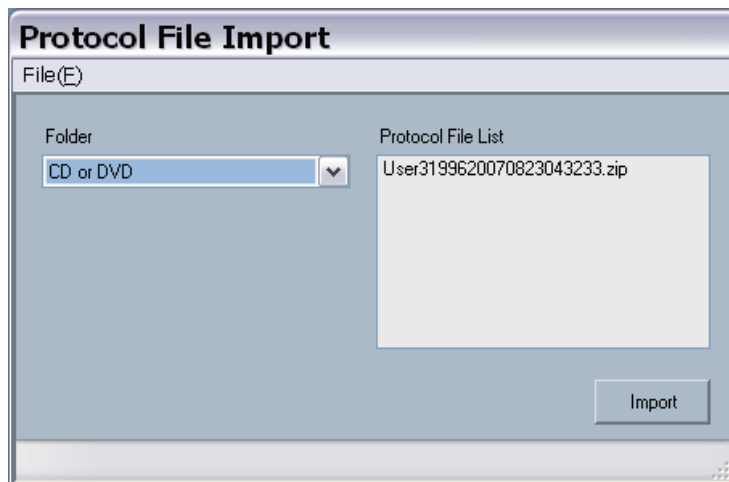 Protocol File Import
File(F)
Folder
Protocol File List
CD or DVD
User3199620070823043233.zip
Import